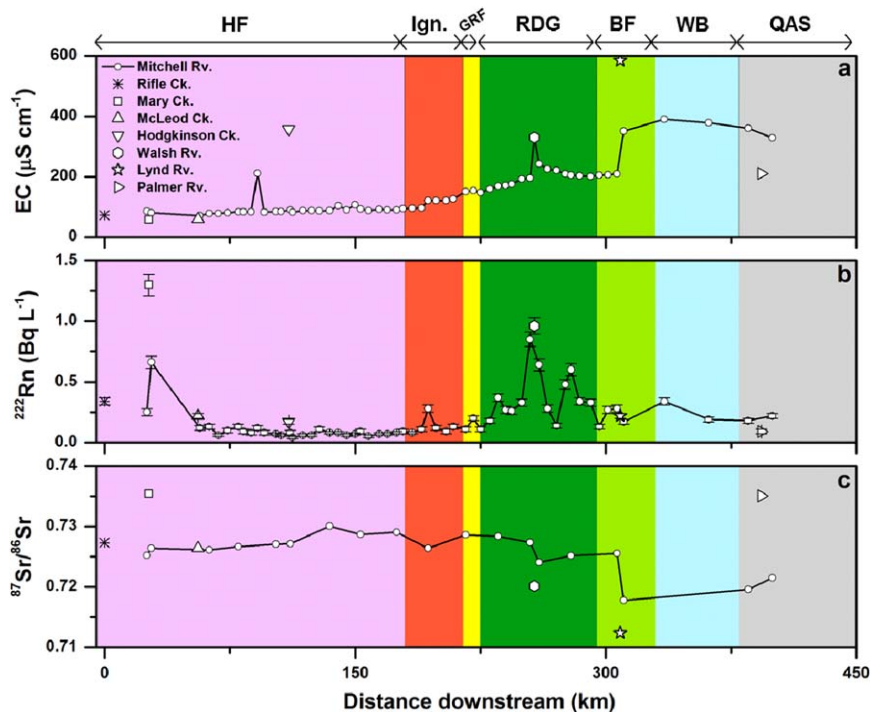 HF Ign. GRF RDG BF WB QAS
600
400
200
0
EC (µS cm⁻¹)
a
Mitchell Rv.
Rifle Ck.
Mary Ck.
McLeod Ck.
Hodgkinson Ck.
Walsh Rv.
Lynd Rv.
Palmer Rv.
1.5
1.0
0.5
0.0
²²²Rn (Bq L⁻¹)
b
0.74
0.73
0.72
0.71
⁸⁷Sr/⁸⁶Sr
c
0 150 300 450
Distance downstream (km)